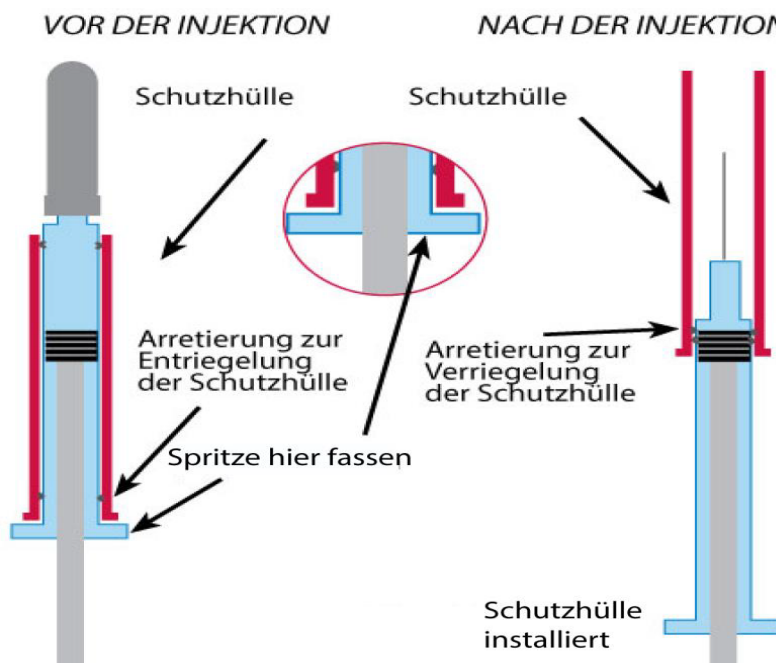 VOR DER INJEKTION
NACH DER INJEKTION
Schutzhülle
Schutzhülle
Arretierung zur
Entriegelung
der Schutzhülle
Arretierung zur
Verriegelung
der Schutzhülle
Spritze hier fassen
Schutzhülle
installiert